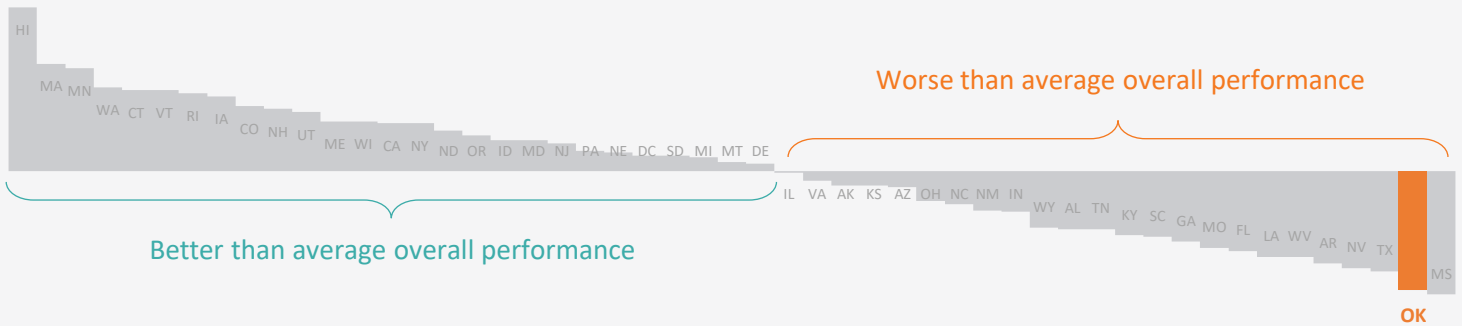 HI
MA
MN
WA
CT
VT
RI
IA
CO
NH
UT
ME
WI
CA
NY
ND
OR
ID
MD
NJ
PA
NE
DC
SD
MI
MT
DE
Better than average overall performance
Worse than average overall performance
IL
VA
AK
KS
AZ
OH
NC
NM
IN
WY
AL
TN
KY
SC
GA
MO
FL
LA
WV
AR
NV
TX
OK
MS